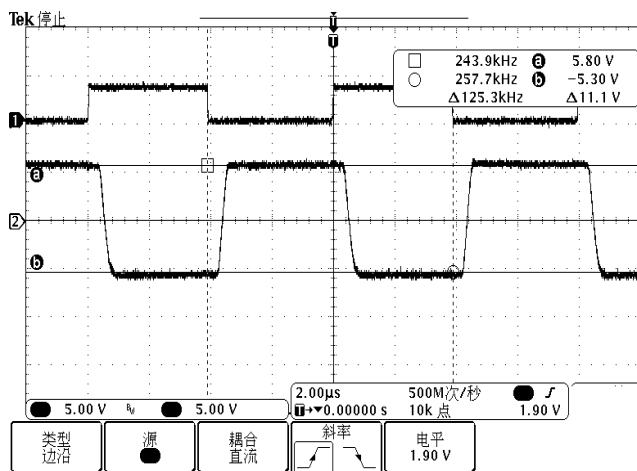 Tek 停止
T
T
243.9kHz a 5.80 V
257.7kHz b −5.30 V
Δ125.3kHz Δ11.1 V
1
a
2
b
5.00 V BW 5.00 V
2.00μs 500M次/秒 ∫
T→▼0.00000 s 10k 点 1.90 V
类型 源 耦合 斜率 电平
边沿 直流 1.90 V